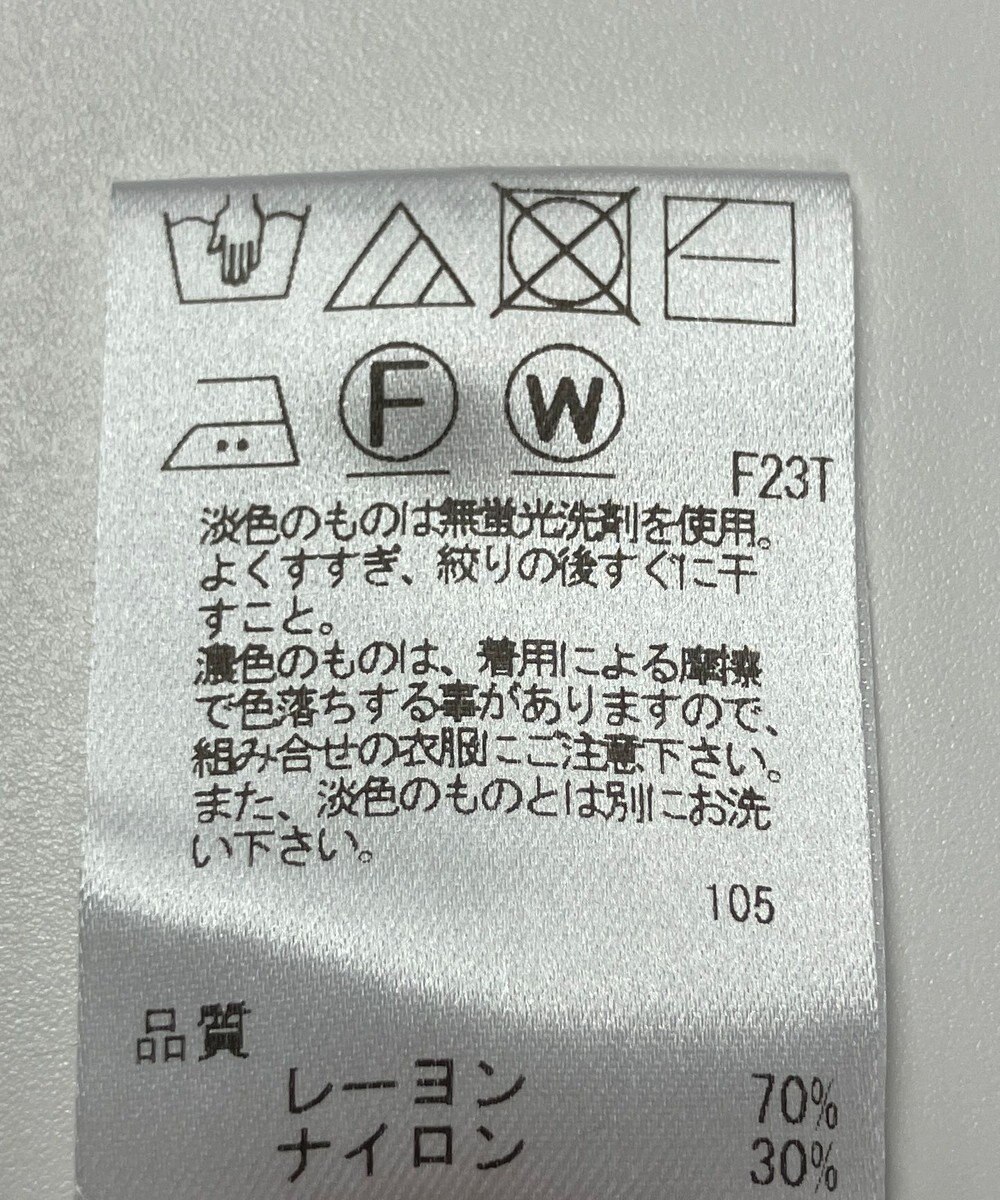 F
W
F23T
淡色のものは無蛍光洗剤を使用。
よくすすぎ、絞りの後すぐに干
すこと。
濃色のものは、着用による摩擦
で色落ちする事がありますので、
組み合せの衣服にご注意下さい。
また、淡色のものとは別にお洗
い下さい。
105
品質
レーヨン 70%
ナイロン 30%